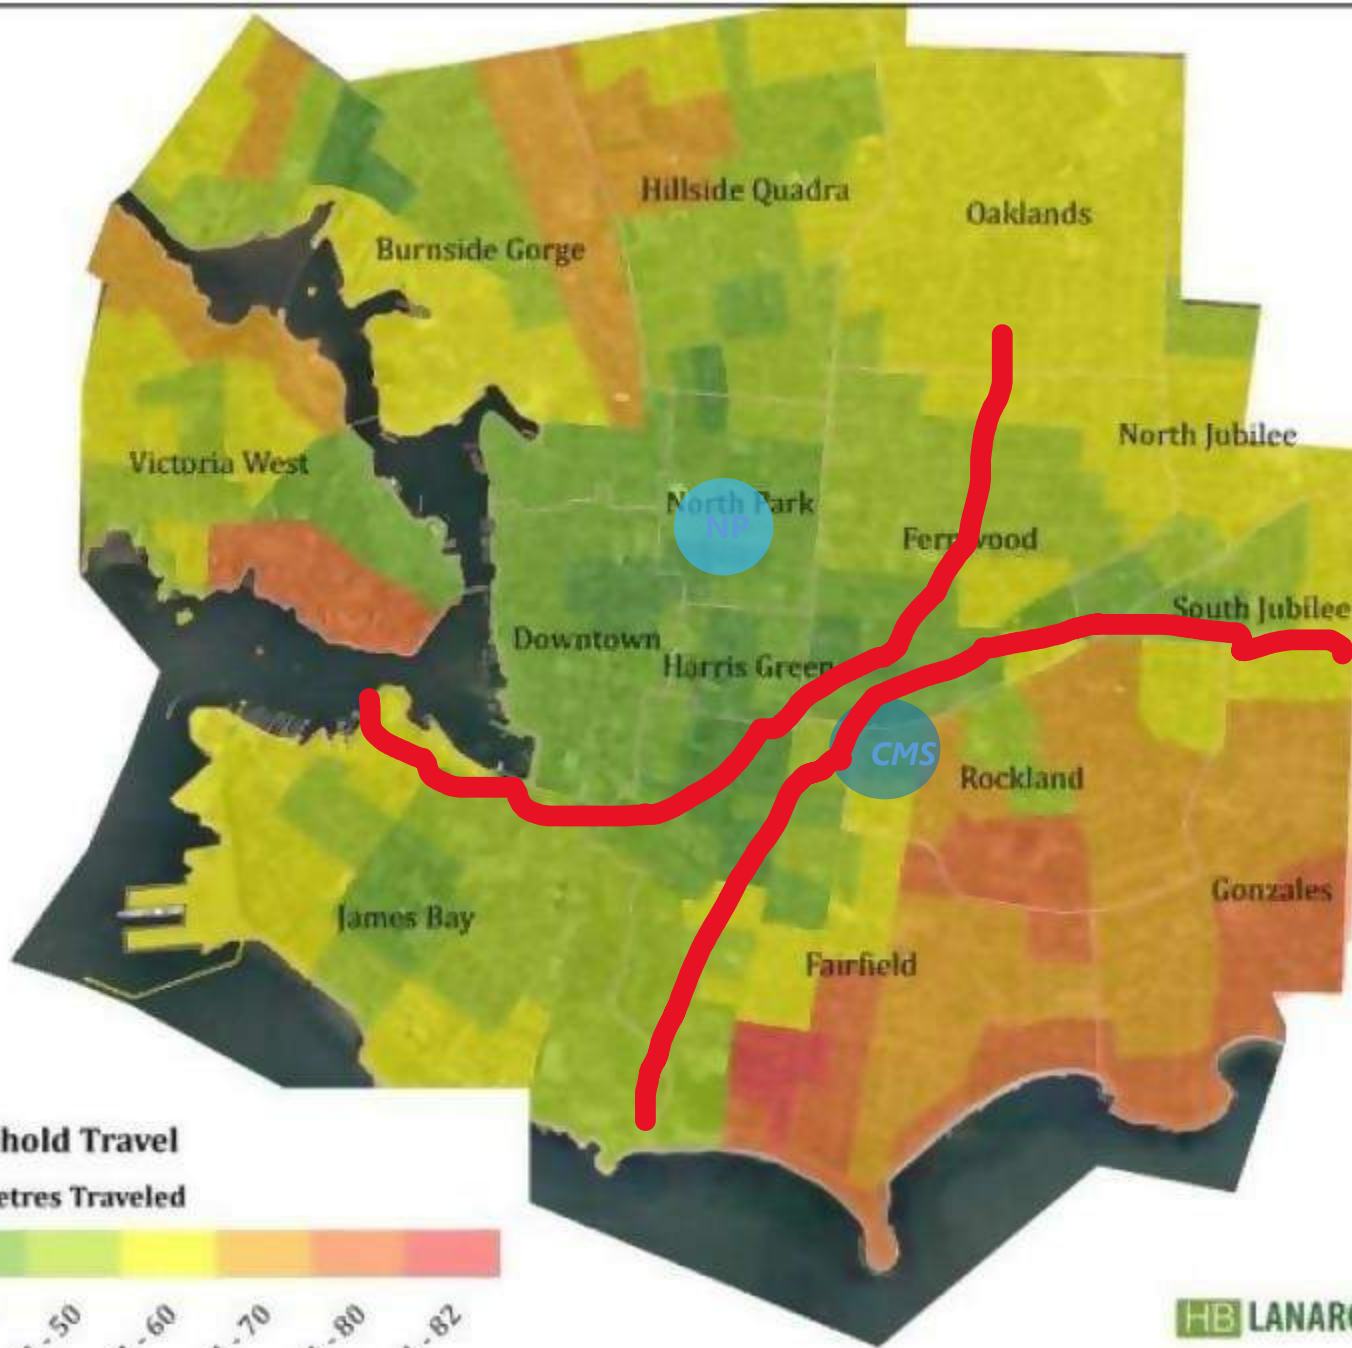 Hillside Quadra
Oaklands
Burnside Gorge
North Jubilee
Victoria West
North Park
NP
Fernwood
South Jubilee
Downtown
Harris Green
CMS
Rockland
Gonzales
James Bay
Fairfield
hold Travel
etres Traveled
- 50
- 60
- 70
- 80
- 82
HB LANARC